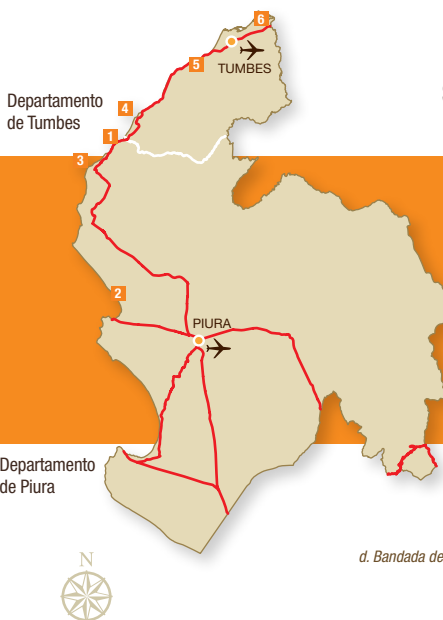 6
5
TUMBES
4
Departamento
de Tumbes
1
3
2
PIURA
Departamento
de Piura
d. Bandada de
N